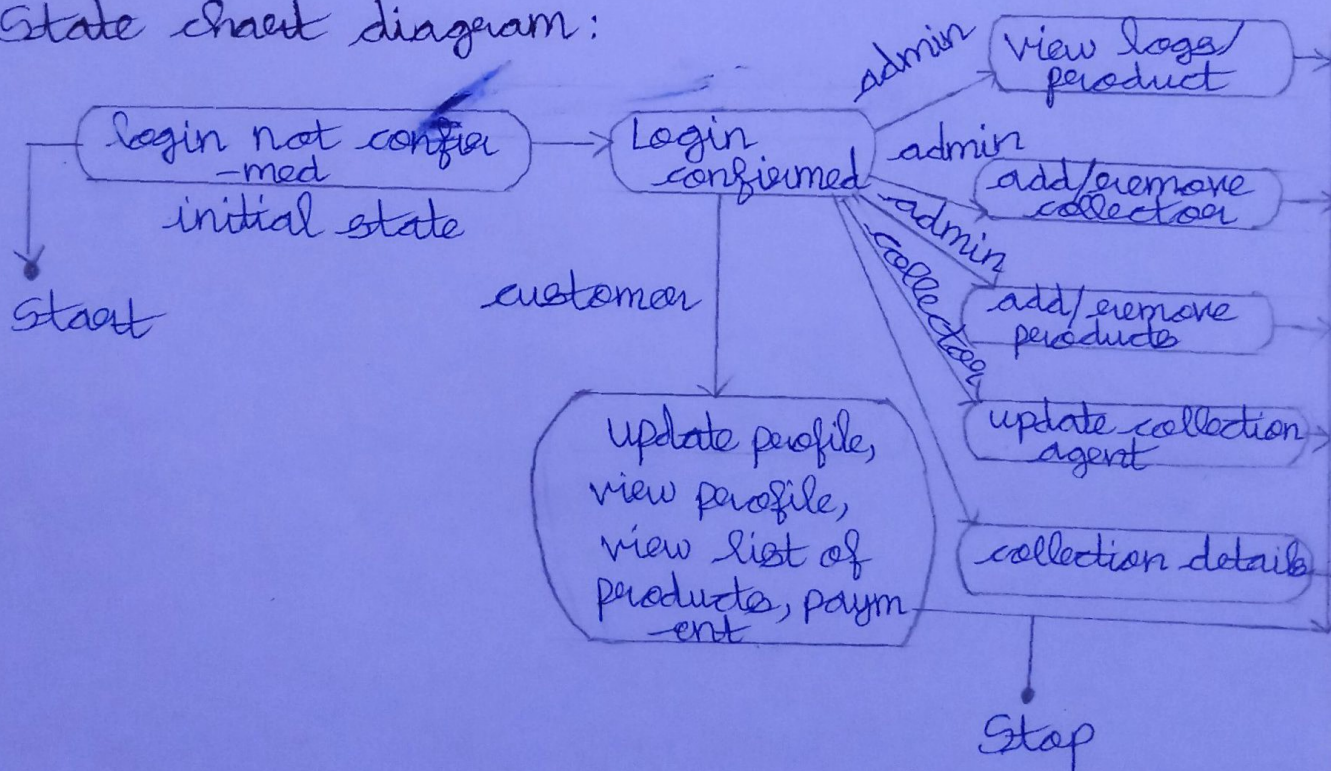 State chart diagram:
login not confir
-med
initial state
Start
Login
confirmed
admin
view logs/
product
admin
add/remove
collector
admin
add/remove
products
collector
update collection
agent
collection details
customer
update profile,
view profile,
view list of
products, paym
-ent
Stop